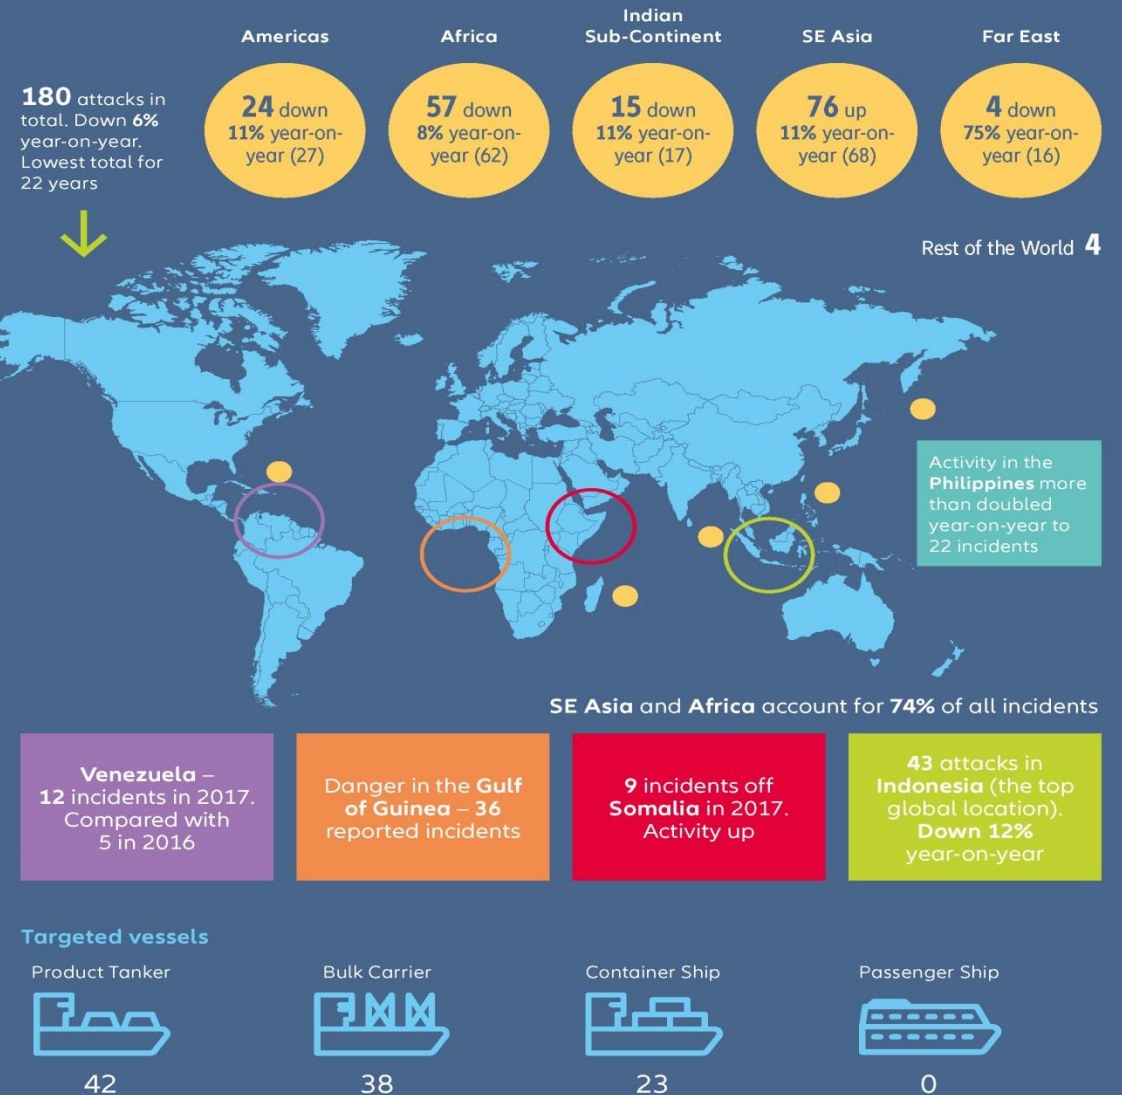 Americas
Africa
Indian
Sub-Continent
SE Asia
Far East
180 attacks in
total. Down 6%
year-on-year.
Lowest total for
22 years
24 down
11% year-on-
year (27)
57 down
8% year-on-
year (62)
15 down
11% year-on-
year (17)
76 up
11% year-on-
year (68)
4 down
75% year-on-
year (16)
Rest of the World 4
Activity in the
Philippines more
than doubled
year-on-year to
22 incidents
SE Asia and Africa account for 74% of all incidents
Venezuela –
12 incidents in 2017.
Compared with
5 in 2016
Danger in the Gulf
of Guinea – 36
reported incidents
9 incidents off
Somalia in 2017.
Activity up
43 attacks in
Indonesia (the top
global location).
Down 12%
year-on-year
Targeted vessels
Product Tanker
Bulk Carrier
Container Ship
Passenger Ship
42
38
23
0